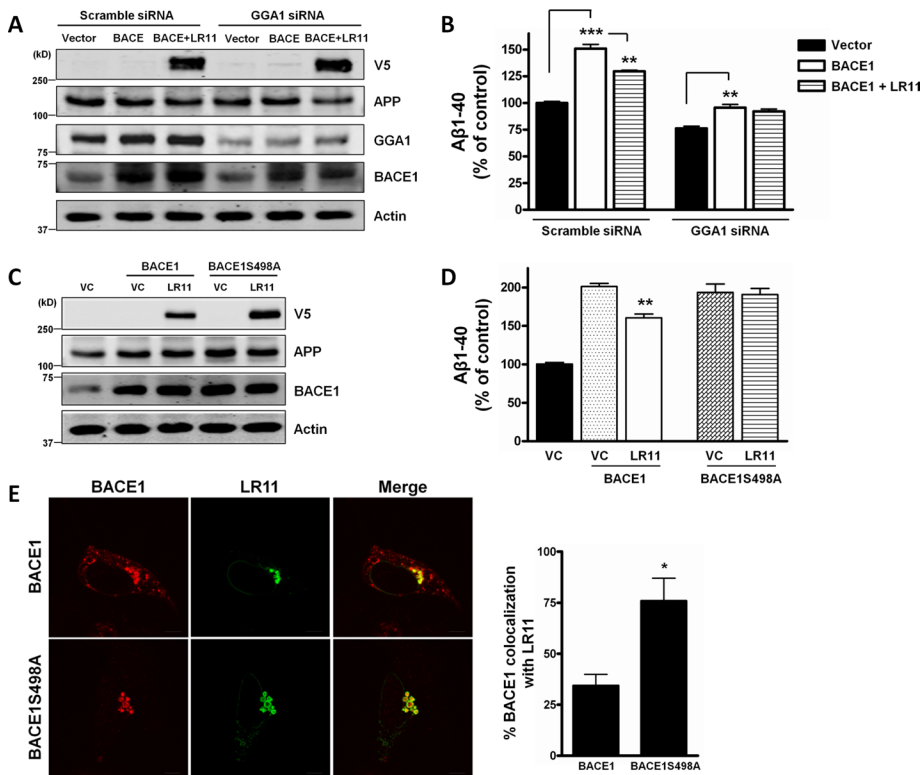 A
Scramble siRNA GGA1 siRNA
Vector BACE BACE+LR11 Vector BACE BACE+LR11
(kD)
V5
250
APP
100
GGA1
75
75
BACE1
Actin
37
B
Vector
BACE1
BACE1 + LR11
Aβ1-40
(% of control)
150
125
100
75
50
25
0
***
**
**
Scramble siRNA GGA1 siRNA
C
BACE1 BACE1S498A
VC VC LR11 VC LR11
(kD)
V5
250
APP
100
75
BACE1
Actin
37
D
Aβ1-40
(% of control)
200
150
100
50
0
**
VC VC LR11 VC LR11
BACE1 BACE1S498A
E
BACE1 LR11 Merge
BACE1
BACE1S498A
% BACE1 colocalization
with LR11
100
75
50
25
0
*
BACE1 BACE1S498A